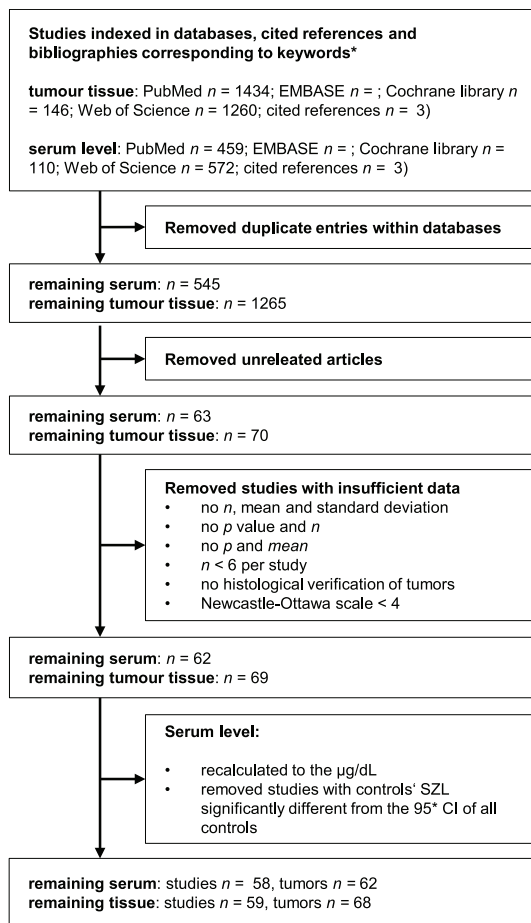 Studies indexed in databases, cited references and
bibliographies corresponding to keywords*
tumour tissue: PubMed n = 1434; EMBASE n = ; Cochrane library n
= 146; Web of Science n = 1260; cited references n = 3)
serum level: PubMed n = 459; EMBASE n = ; Cochrane library n =
110; Web of Science n = 572; cited references n = 3)
Removed duplicate entries within databases
remaining serum: n = 545
remaining tumour tissue: n = 1265
Removed unreleated articles
remaining serum: n = 63
remaining tumour tissue: n = 70
Removed studies with insufficient data
• no n, mean and standard deviation
• no p value and n
• no p and mean
• n < 6 per study
• no histological verification of tumors
• Newcastle-Ottawa scale < 4
remaining serum: n = 62
remaining tumour tissue: n = 69
Serum level:
• recalculated to the µg/dL
• removed studies with controls‘ SZL
significantly different from the 95* CI of all
controls
remaining serum: studies n = 58, tumors n = 62
remaining tissue: studies n = 59, tumors n = 68